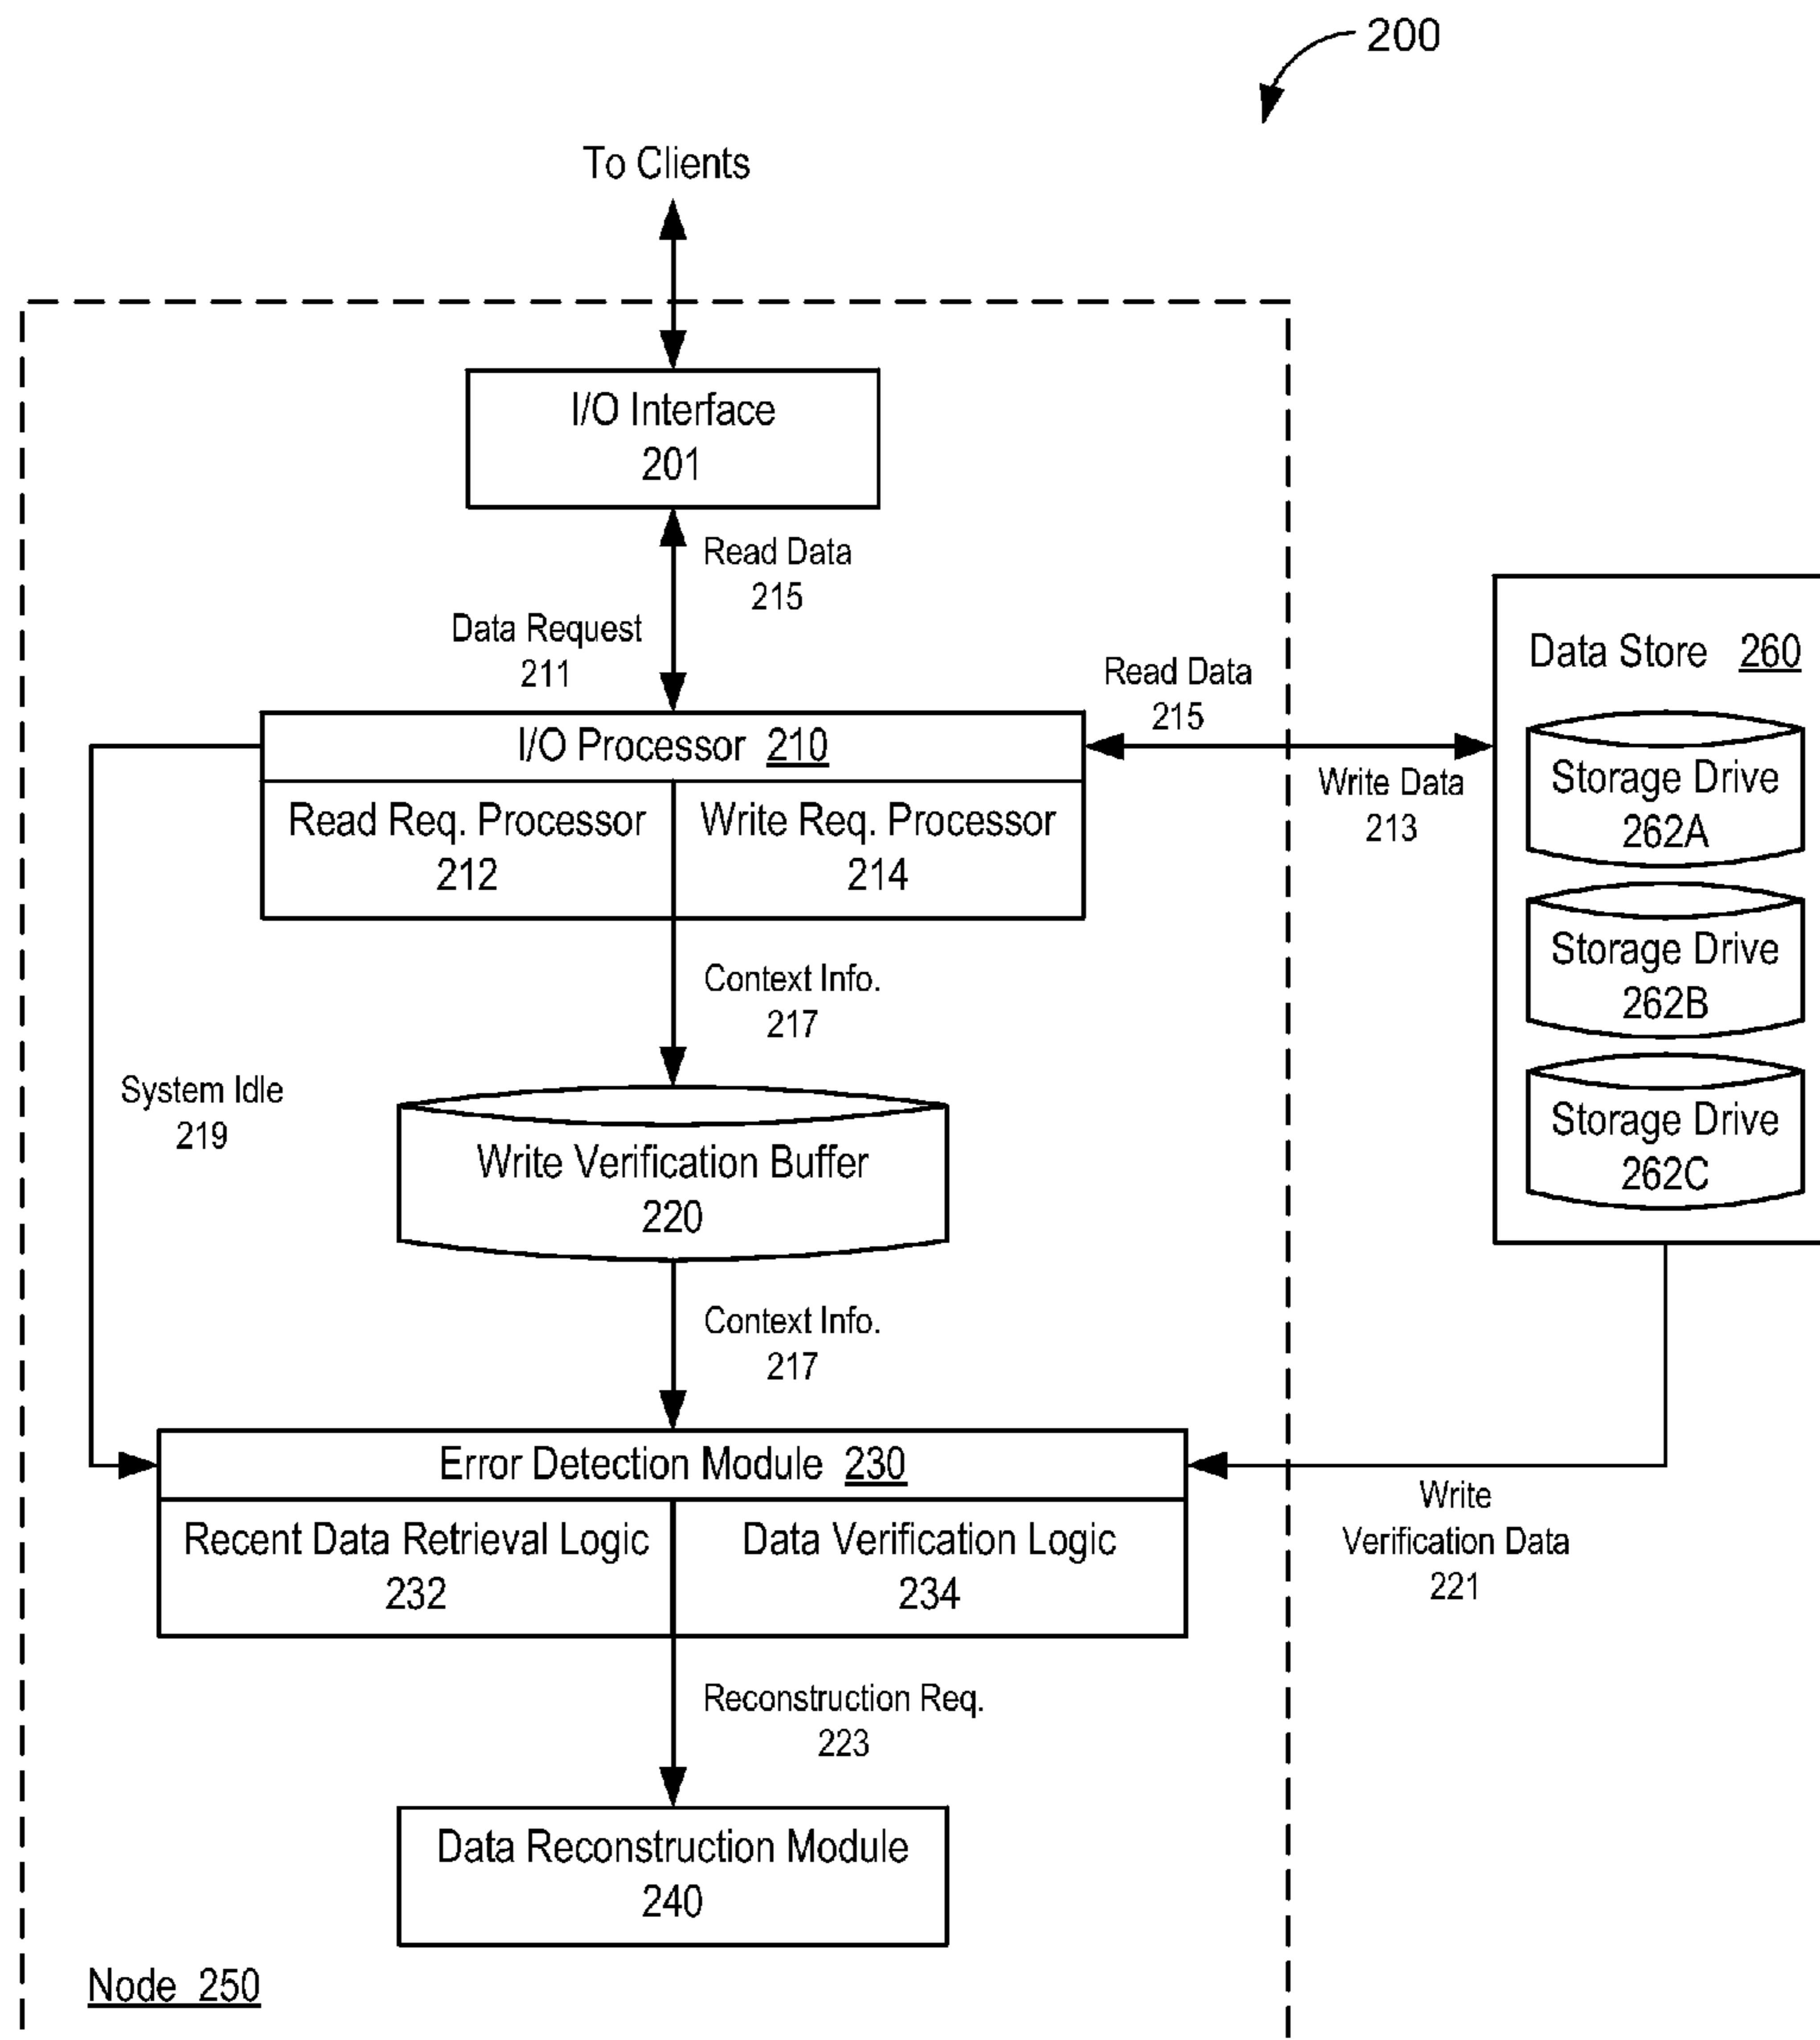 200
To Clients
I/O Interface
201
Read Data
215
Data Request
211
Read Data
215
Write Data
213
Data Store 260
Storage Drive
262A
Storage Drive
262B
Storage Drive
262C
I/O Processor 210
Read Req. Processor
212
Write Req. Processor
214
Context Info.
217
System Idle
219
Write Verification Buffer
220
Context Info.
217
Error Detection Module 230
Recent Data Retrieval Logic
232
Data Verification Logic
234
Write
Verification Data
221
Reconstruction Req.
223
Data Reconstruction Module
240
Node 250